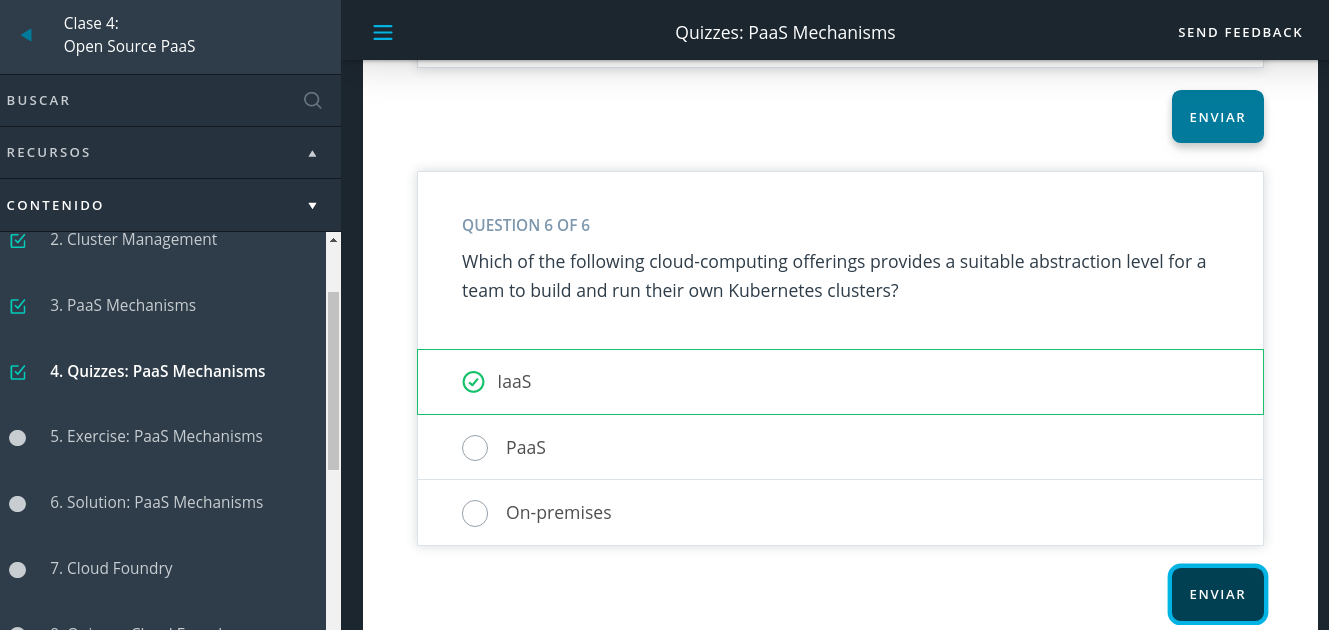 Clase 4:
Open Source PaaS
BUSCAR
RECURSOS
CONTENIDO
2. Cluster Management
3. PaaS Mechanisms
4. Quizzes: PaaS Mechanisms
5. Exercise: PaaS Mechanisms
6. Solution: PaaS Mechanisms
7. Cloud Foundry
Quizzes: PaaS Mechanisms
SEND FEEDBACK
ENVIAR
QUESTION 6 OF 6
Which of the following cloud-computing offerings provides a suitable abstraction level for a
team to build and run their own Kubernetes clusters?
IaaS
PaaS
On-premises
ENVIAR